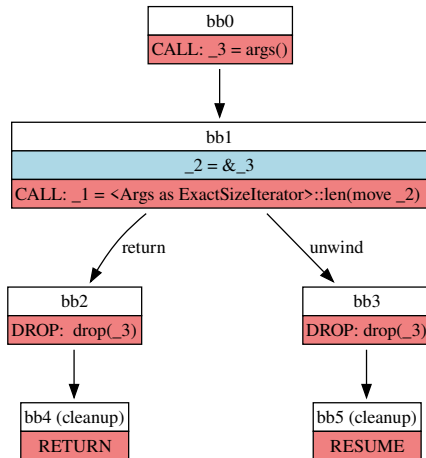 bb0
CALL: _3 = args()
bb1
_2 = &_3
CALL: _1 = <Args as ExactSizeIterator>::len(move _2)
return
unwind
bb2
DROP: drop(_3)
bb3
DROP: drop(_3)
bb4 (cleanup)
RETURN
bb5 (cleanup)
RESUME